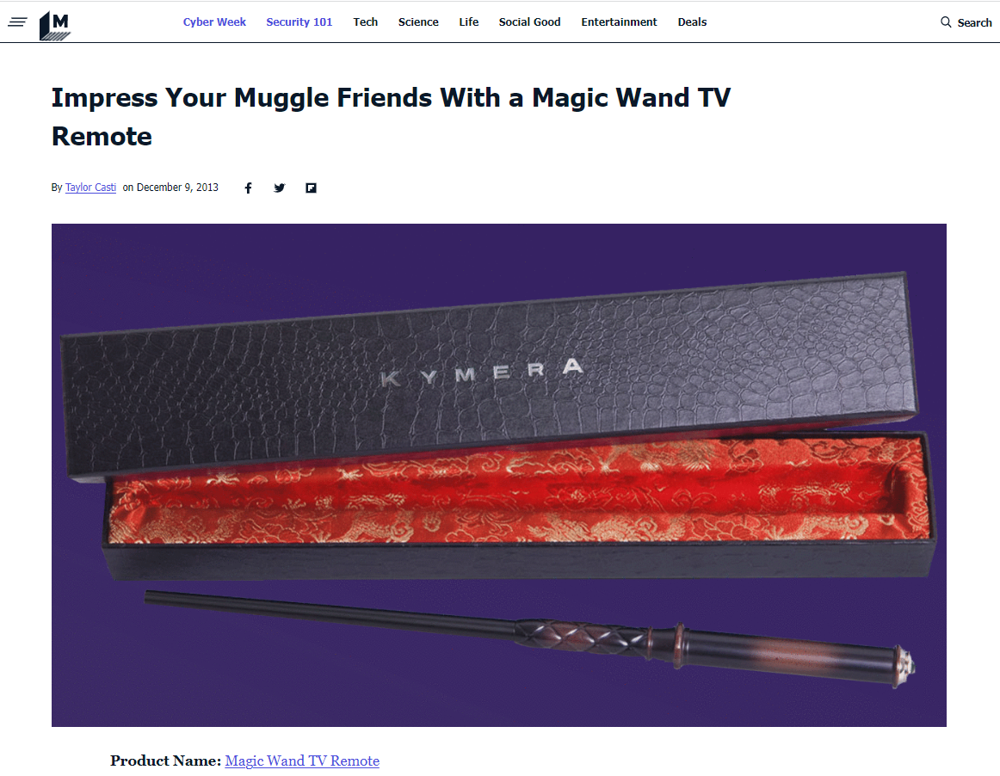 M
Cyber Week Security 101 Tech Science Life Social Good Entertainment Deals Search
Impress Your Muggle Friends With a Magic Wand TV
Remote
By Taylor Casti on December 9, 2013
KYMERA
Product Name: Magic Wand TV Remote